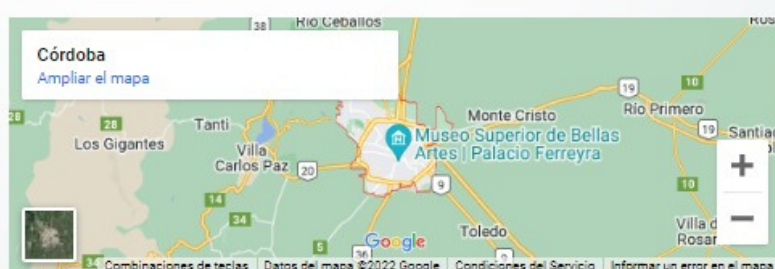 Río Ceballos
38
Córdoba
Ampliar el mapa
19
10
28
28
Tanti
Los Gigantes
Monte Cristo
Río Primero
Museo Superior de Bellas
Artes | Palacio Ferreyra
19
Santia
Villa
Carlos Paz
20
9
10
14
34
5
36
Google
Toledo
9
Villa d
Rosar
34
Combinaciones de teclas
Datos del mapa ©2022 Google
Condiciones del Servicio
Informar un error en el mapa